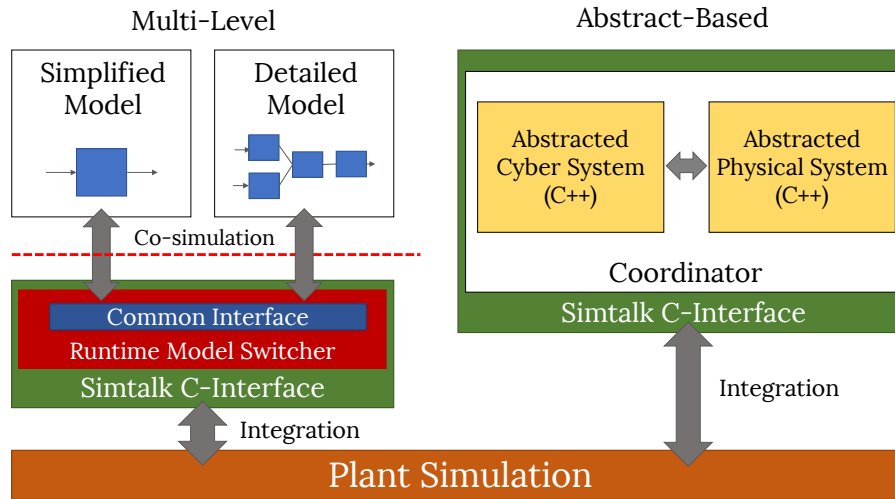 Multi-Level
Simplified
Model
Detailed
Model
Co-simulation
Common Interface
Runtime Model Switcher
Simtalk C-Interface
Integration
Abstract-Based
Abstracted
Cyber System
(C++)
Abstracted
Physical System
(C++)
Coordinator
Simtalk C-Interface
Integration
Plant Simulation